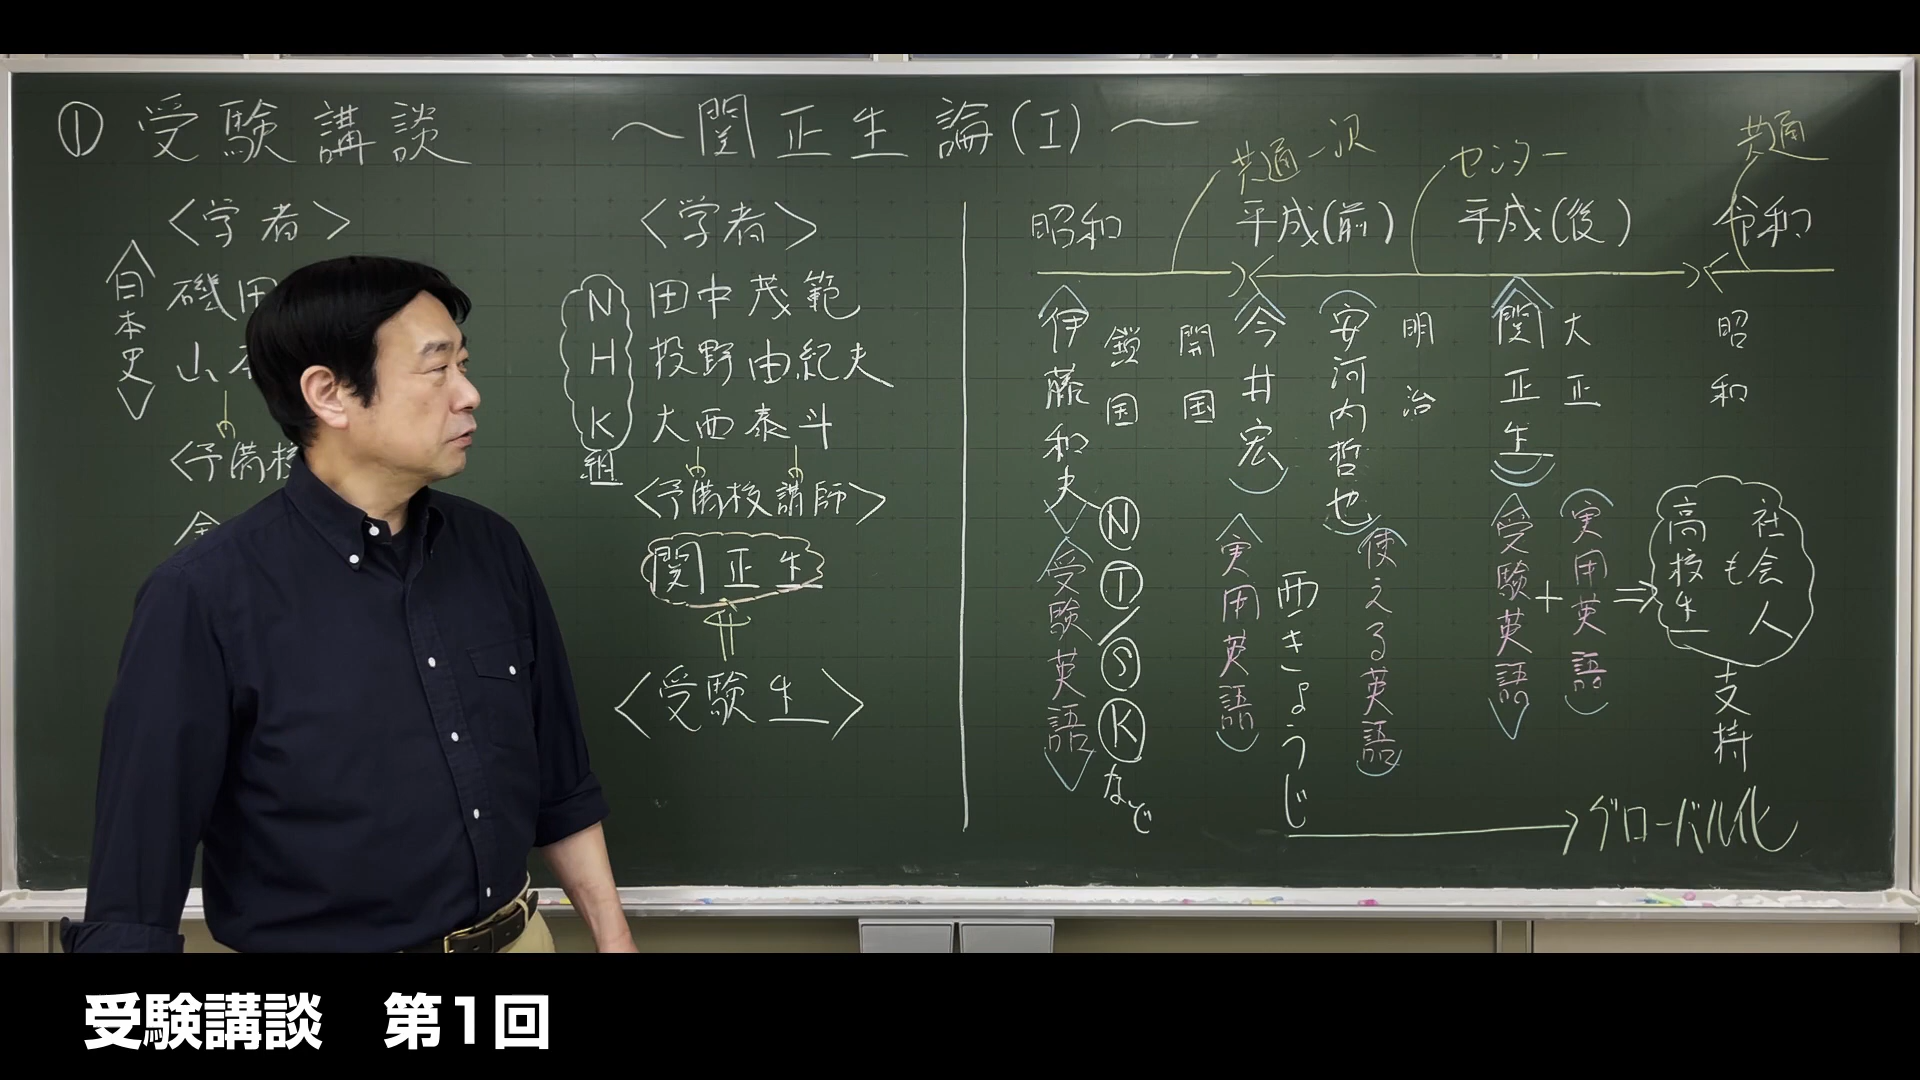 ① 受験講談 〜関正生論(I)〜
<学者>
日本史
磯田
山本
<予備校
金
<学者>
NHK組
田中茂範
投野由紀夫
大西泰斗
<予備校講師>
関正生
<受験生>
共通一次
センター
共通
昭和
平成(前)
平成(後)
令和
伊藤和夫
鎖国
開国
今井宏
安河内哲也
明治
関正生
大正
昭和
受験英語
Ⓝ
Ⓘ/Ⓢ
Ⓚ
など
実用英語
西きょうじ
使える英語
受験英語+実用英語⇒
高校生も社会人
支持
→グローバル化
受験講談 第1回